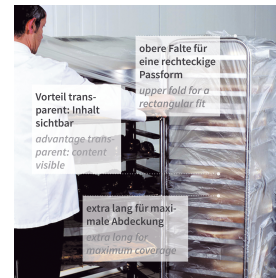 obere Falte für
eine rechteckige
Passform
upper fold for a
rectangular fit
Vorteil trans-
parent: Inhalt
sichtbar
advantage trans-
parent: content
visible
extra lang für maxi-
male Abdeckung
extra long for
maximum coverage